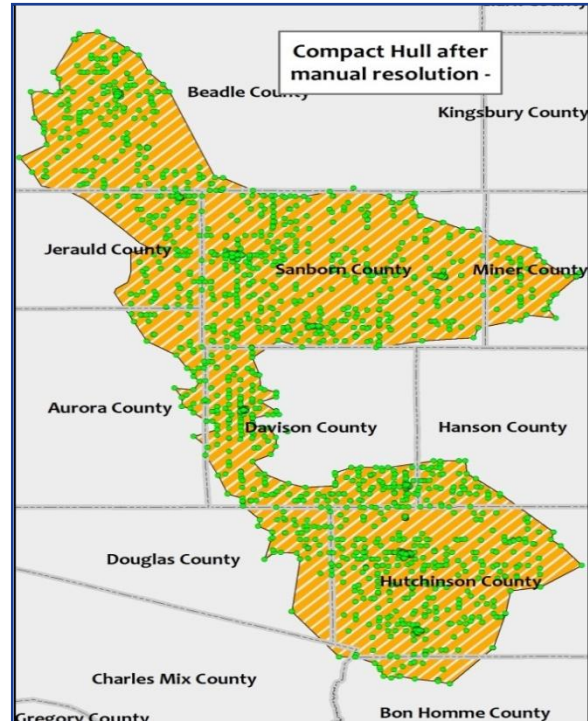 Compact Hull after
manual resolution -
Beadle County
Kingsbury County
Jerauld County
Sanborn County
Miner County
Aurora County
Davison County
Hanson County
Douglas County
Hutchinson County
Charles Mix County
Gregory County
Bon Homme County